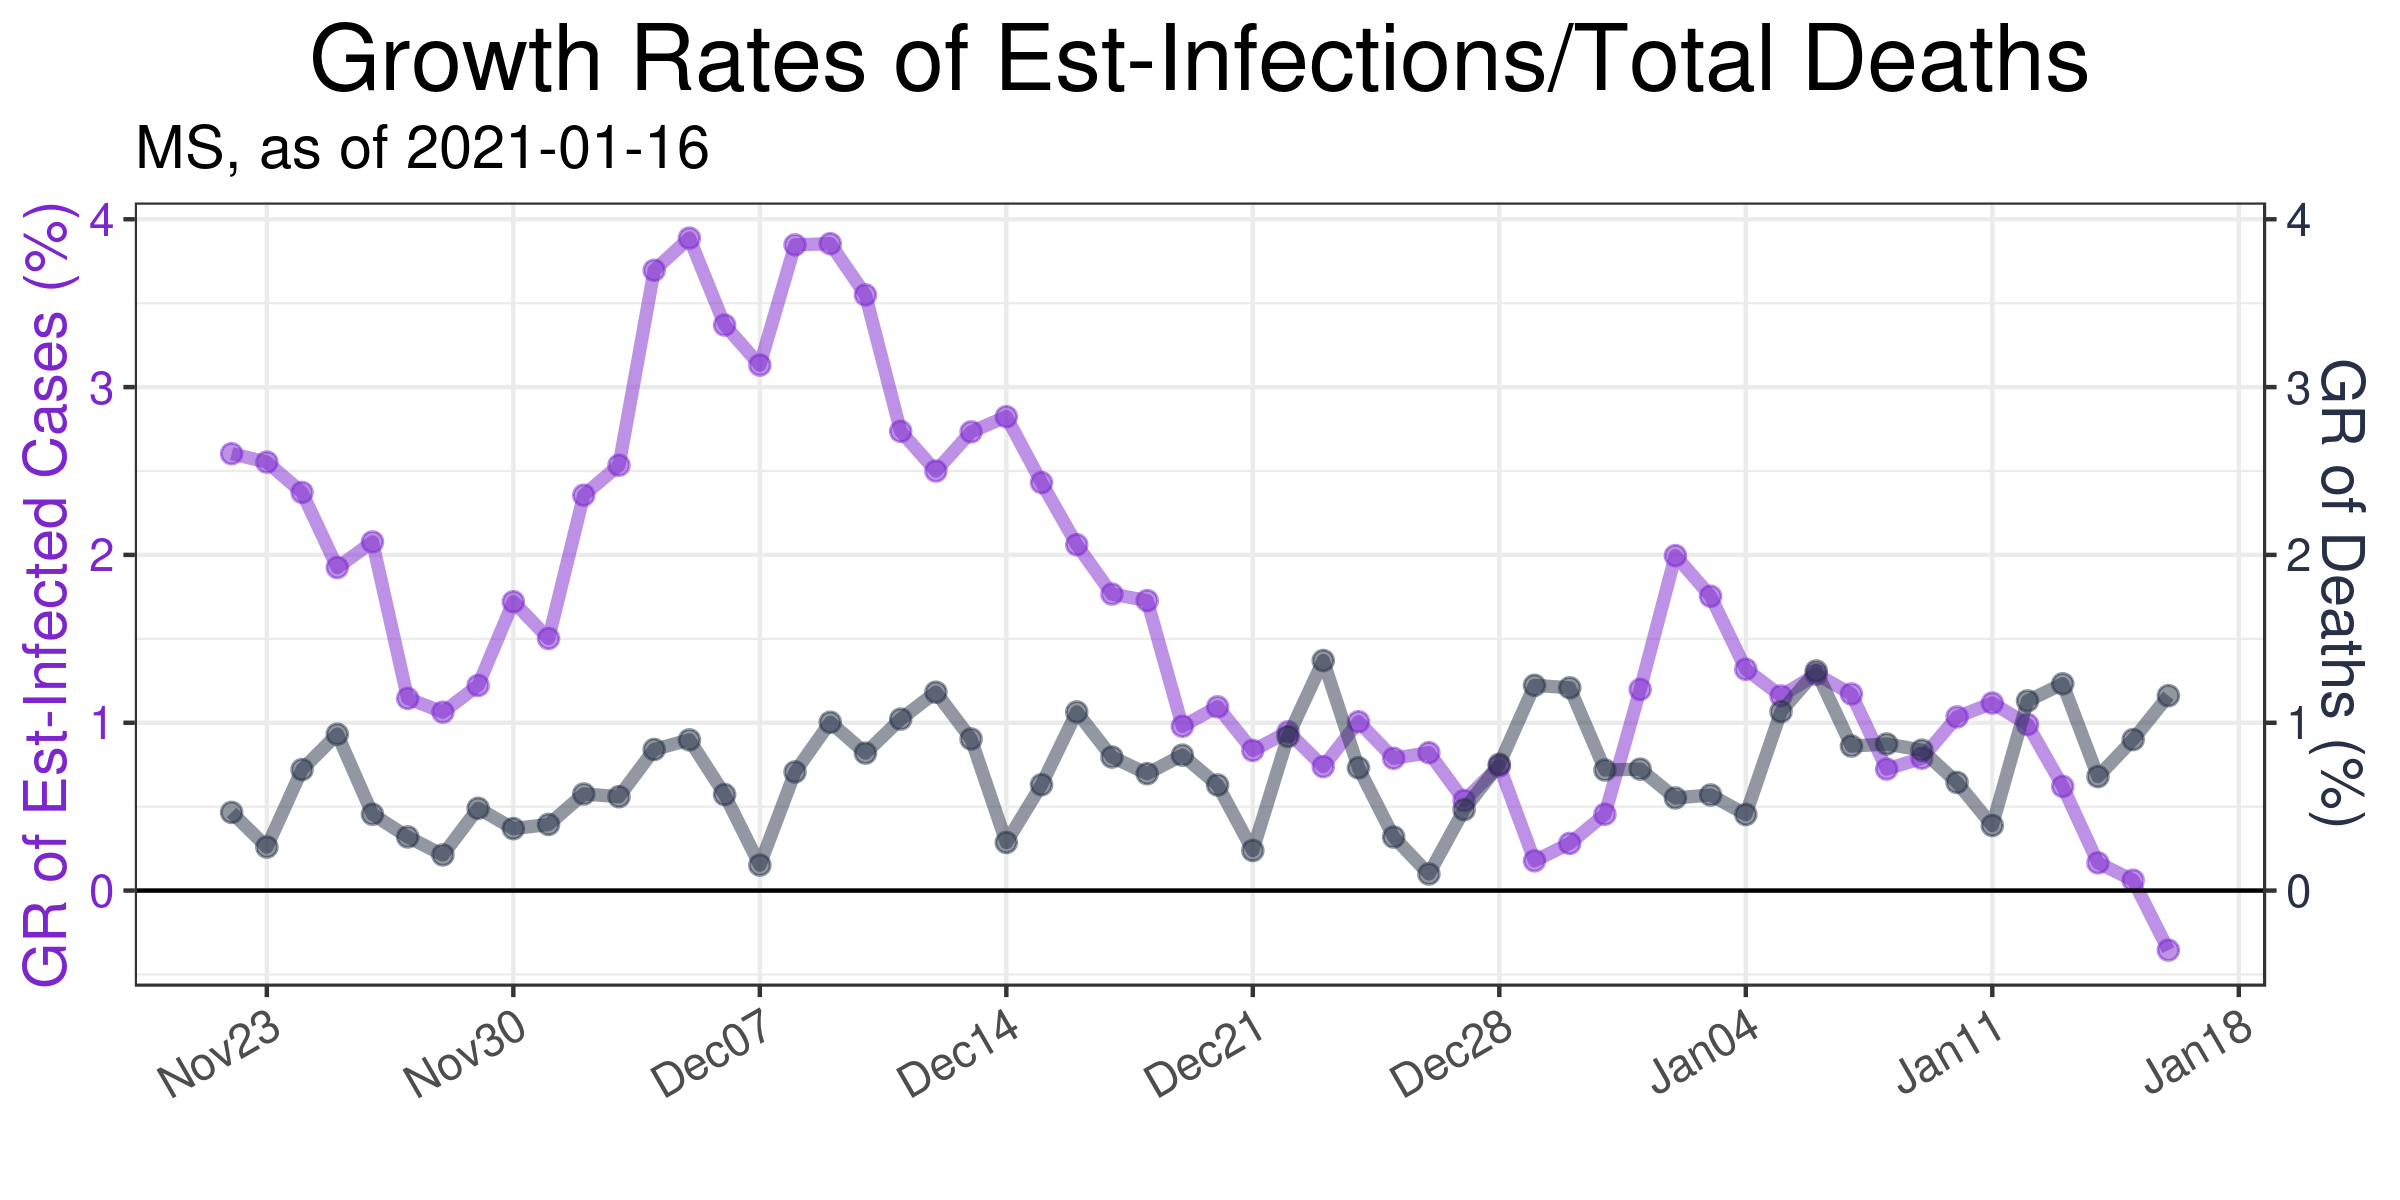 Growth Rates of Est-Infections/Total Deaths
MS, as of 2021-01-16
GR of Est-Infected Cases (%)
4
3
2
1
0
4
3
2
1
0
GR of Deaths (%)
Nov23 Nov30 Dec07 Dec14 Dec21 Dec28 Jan04 Jan11 Jan18